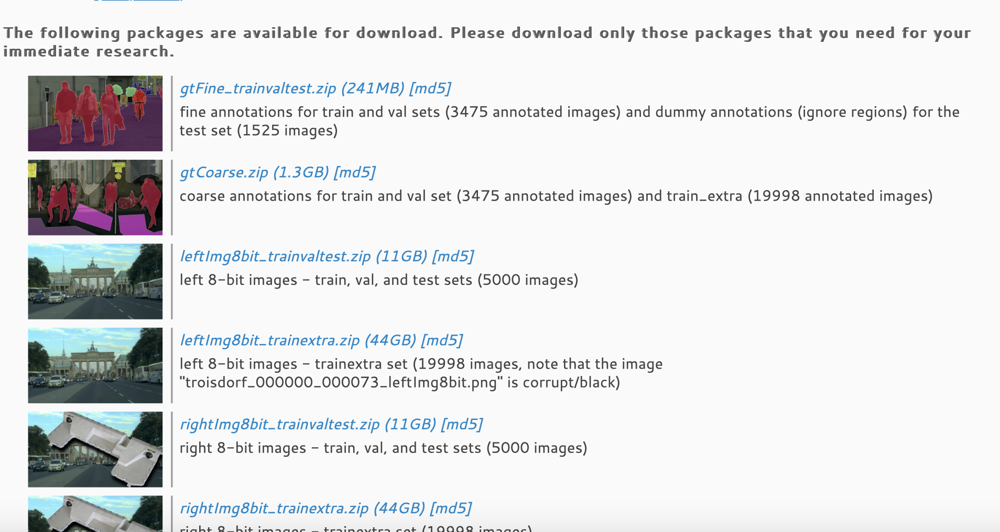 The following packages are available for download. Please download only those packages that you need for your
immediate research.
gtFine_trainvaltest.zip (241MB) [md5]
fine annotations for train and val sets (3475 annotated images) and dummy annotations (ignore regions) for the
test set (1525 images)
gtCoarse.zip (1.3GB) [md5]
coarse annotations for train and val set (3475 annotated images) and train_extra (19998 annotated images)
leftImg8bit_trainvaltest.zip (11GB) [md5]
left 8-bit images - train, val, and test sets (5000 images)
leftImg8bit_trainextra.zip (44GB) [md5]
left 8-bit images - trainextra set (19998 images, note that the image
"troisdorf_000000_000073_leftImg8bit.png" is corrupt/black)
rightImg8bit_trainvaltest.zip (11GB) [md5]
right 8-bit images - train, val, and test sets (5000 images)
rightImg8bit_trainextra.zip (44GB) [md5]
right 8-bit images - trainextra set (19998 images)